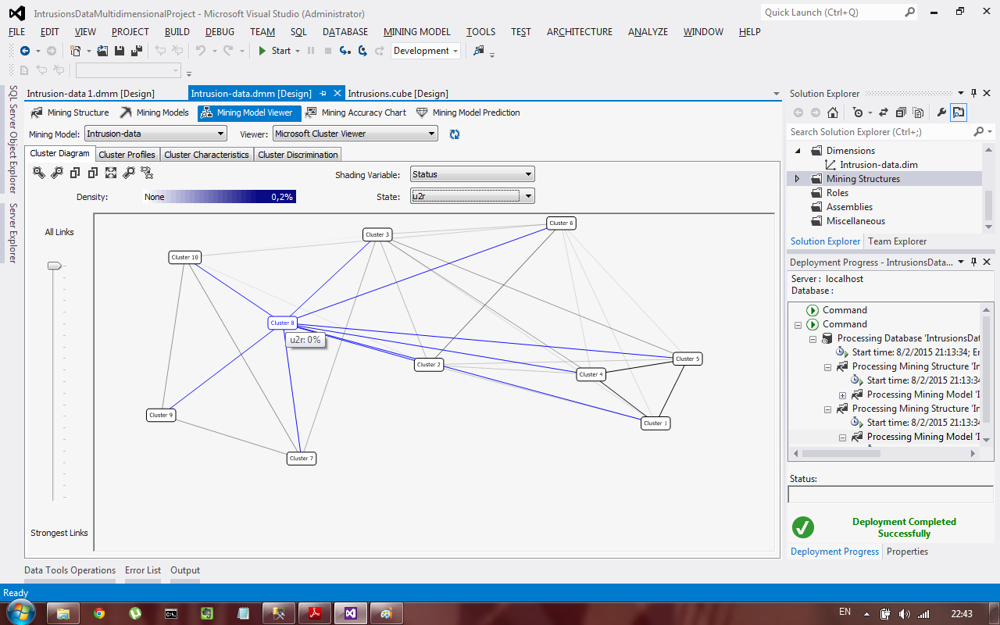 IntrusionsDataMultidimensionalProject - Microsoft Visual Studio (Administrator)
Quick Launch (Ctrl+Q)
FILE EDIT VIEW PROJECT BUILD DEBUG TEAM SQL DATABASE MINING MODEL TOOLS TEST ARCHITECTURE ANALYZE WINDOW HELP
Start
Development
SQL Server Object Explorer
Server Explorer
Intrusion-data 1.dmm [Design]
Intrusion-data.dmm [Design]
Intrusions.cube [Design]
Mining Structure
Mining Models
Mining Model Viewer
Mining Accuracy Chart
Mining Model Prediction
Mining Model: Intrusion-data
Viewer: Microsoft Cluster Viewer
Cluster Diagram
Cluster Profiles
Cluster Characteristics
Cluster Discrimination
Shading Variable: Status
Density: None 0,2%
State: u2r
All Links
Strongest Links
Cluster 6
Cluster 3
Cluster 10
Cluster 8
u2r: 0%
Cluster 5
Cluster 2
Cluster 4
Cluster 9
Cluster 1
Cluster 7
Solution Explorer
Search Solution Explorer (Ctrl+;)
Dimensions
Intrusion-data.dim
Mining Structures
Roles
Assemblies
Miscellaneous
Solution Explorer
Team Explorer
Deployment Progress - IntrusionsData...
Server : localhost
Database :
Command
Command
Processing Database 'IntrusionsDat
Start time: 8/2/2015 21:13:34; En
Processing Mining Structure 'In
Start time: 8/2/2015 21:13:34
Processing Mining Model 'I
Processing Mining Structure 'In
Start time: 8/2/2015 21:13:34
Processing Mining Model 'I
Status:
Deployment Completed
Successfully
Deployment Progress
Properties
Data Tools Operations
Error List
Output
Ready
EN
22:43